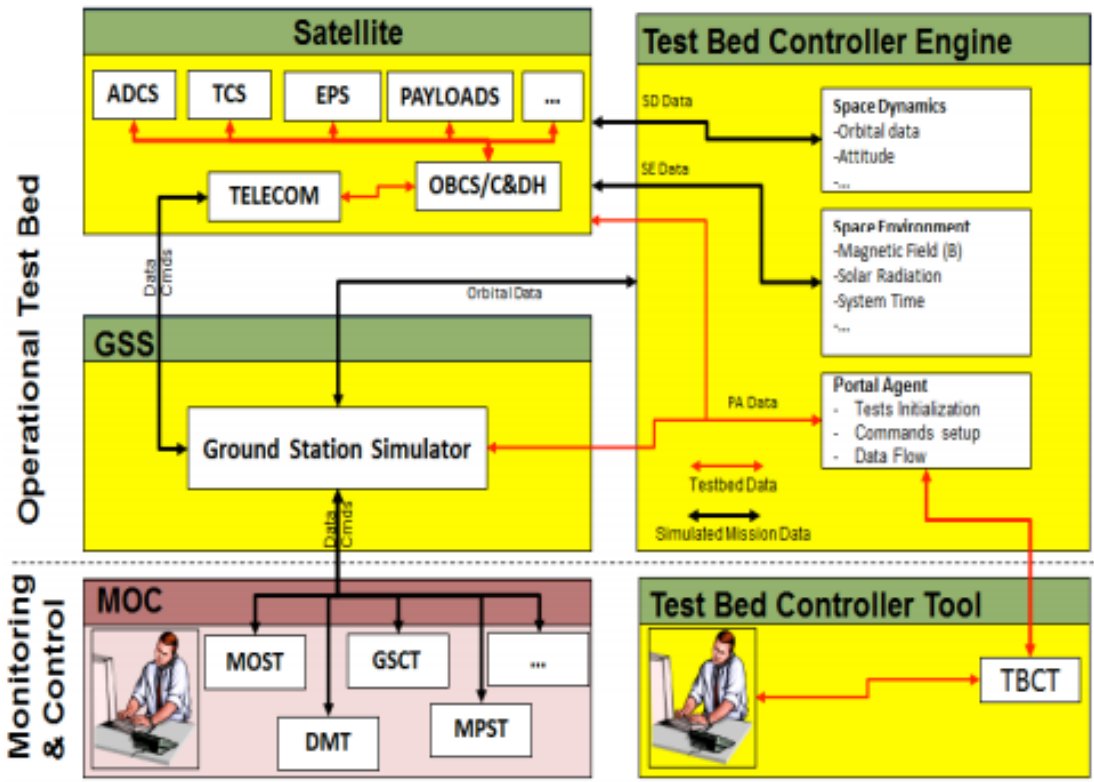 Operational Test Bed
Satellite
ADCS
TCS
EPS
PAYLOADS
...
TELECOM
OBCS/C&DH
Data
Cmds
Test Bed Controller Engine
SD Data
Space Dynamics
-Orbital data
-Attitude
-...
SE Data
Space Environment
-Magnetic Field (B)
-Solar Radiation
-System Time
-...
Orbital Data
GSS
Ground Station Simulator
PA Data
Portal Agent
- Tests Initialization
- Commands setup
- Data Flow
Testbed Data
Simulated Mission Data
Data
Cmds
Monitoring
& Control
MOC
MOST
GSCT
...
DMT
MPST
Test Bed Controller Tool
TBCT